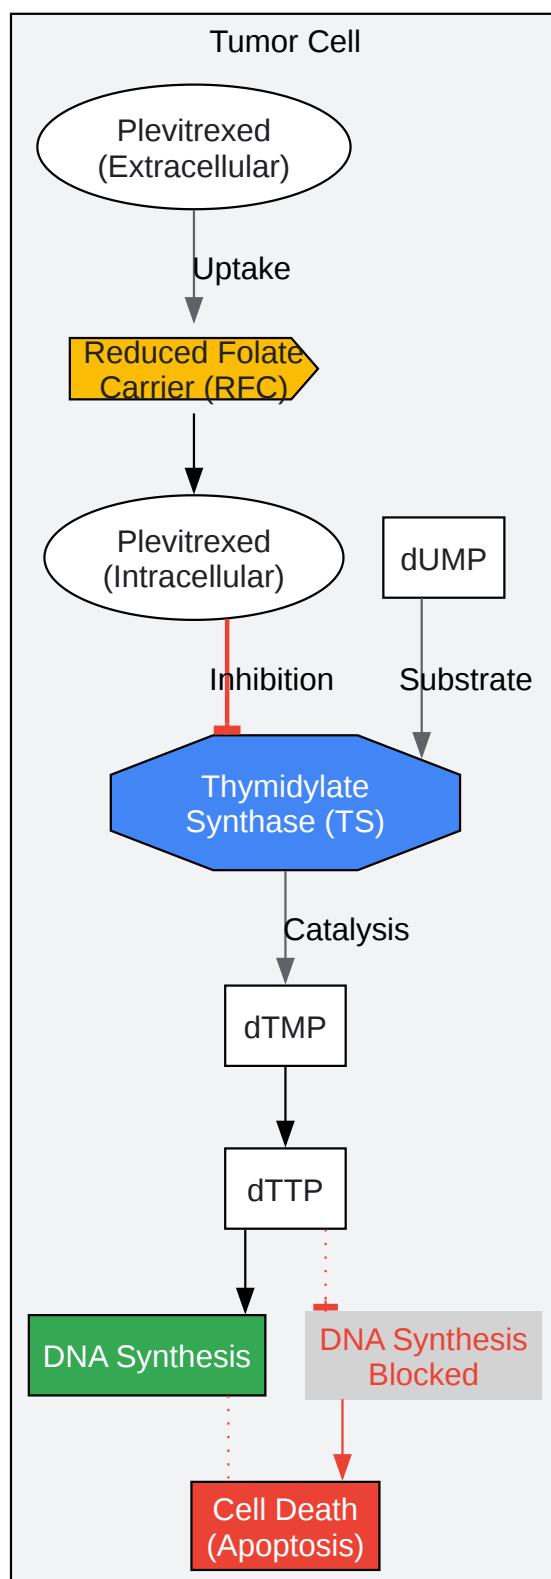 Tumor Cell
Plevitrexed
(Extracellular)
Uptake
Reduced Folate
Carrier (RFC)
Plevitrexed
(Intracellular)
dUMP
Inhibition
Substrate
Thymidylate
Synthase (TS)
Catalysis
dTMP
dTTP
DNA Synthesis
DNA Synthesis
Blocked
Cell Death
(Apoptosis)